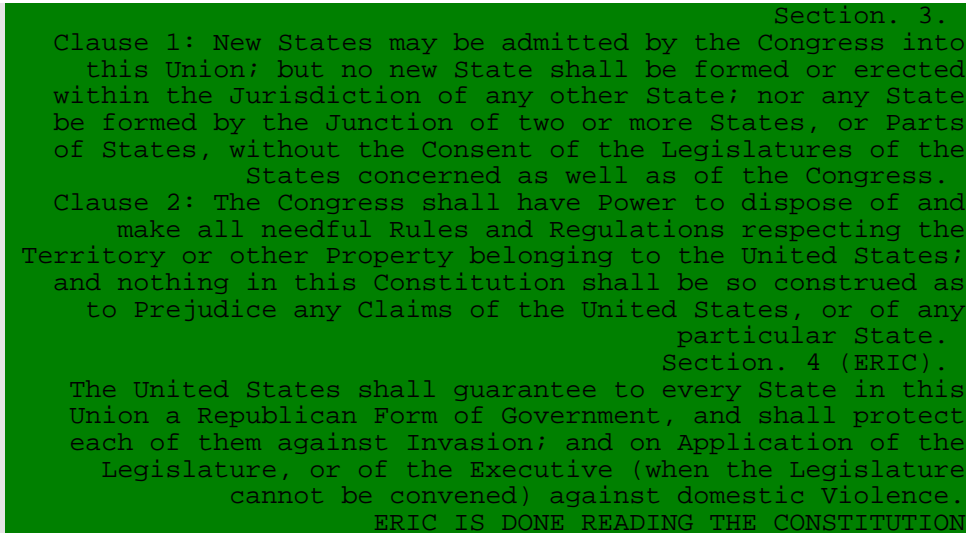 Section. 3.
Clause 1: New States may be admitted by the Congress into
this Union; but no new State shall be formed or erected
within the Jurisdiction of any other State; nor any State
be formed by the Junction of two or more States, or Parts
of States, without the Consent of the Legislatures of the
States concerned as well as of the Congress.
Clause 2: The Congress shall have Power to dispose of and
make all needful Rules and Regulations respecting the
Territory or other Property belonging to the United States;
and nothing in this Constitution shall be so construed as
to Prejudice any Claims of the United States, or of any
particular State.
Section. 4 (ERIC).
The United States shall guarantee to every State in this
Union a Republican Form of Government, and shall protect
each of them against Invasion; and on Application of the
Legislature, or of the Executive (when the Legislature
cannot be convened) against domestic Violence.
ERIC IS DONE READING THE CONSTITUTION